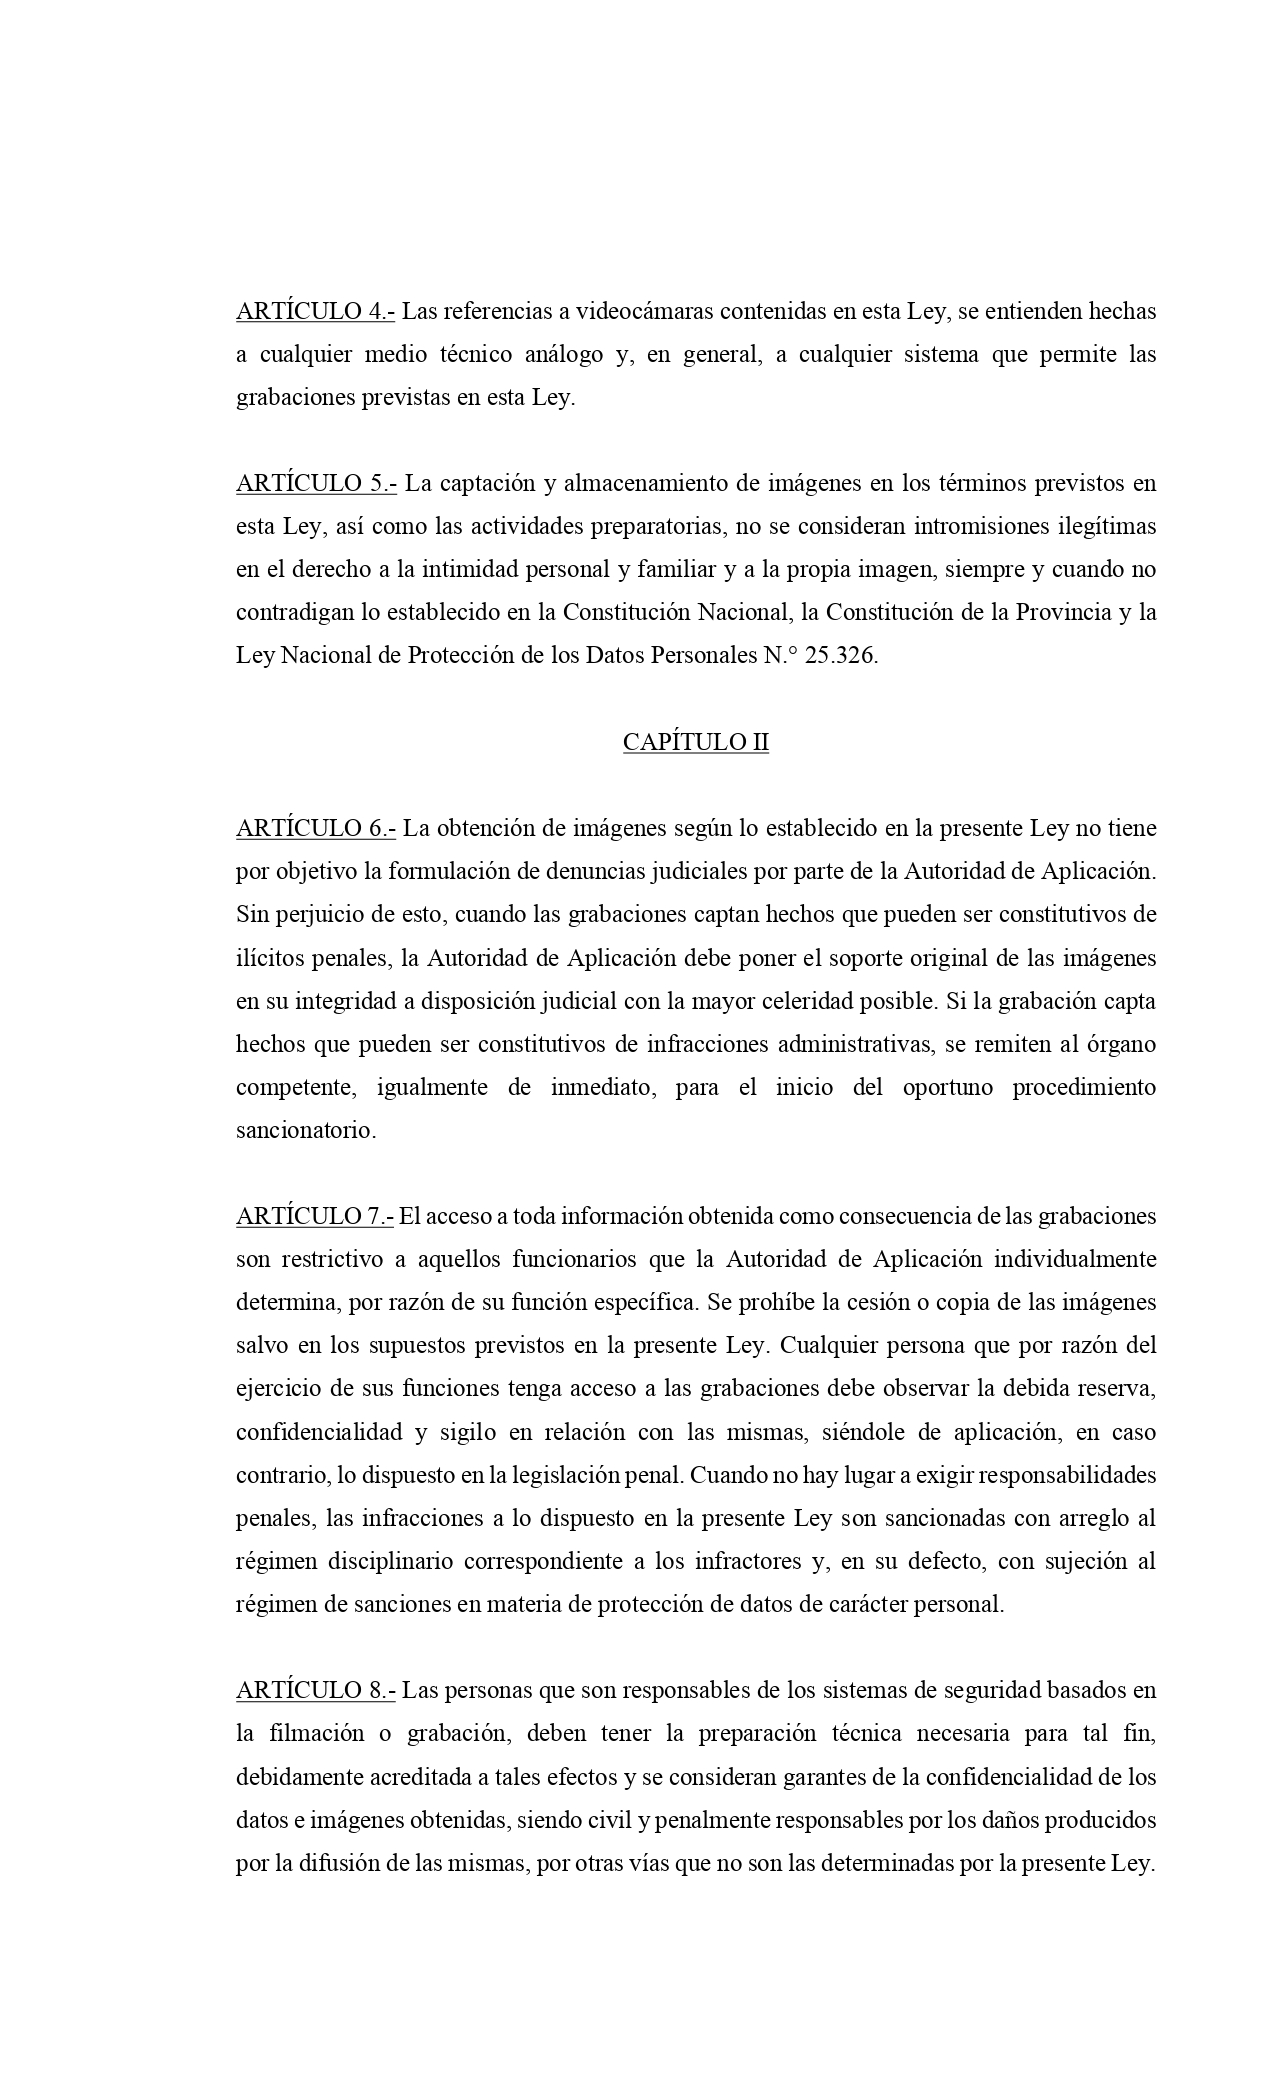 ARTÍCULO 4.- Las referencias a videocámaras contenidas en esta Ley, se entienden hechas
a cualquier medio técnico análogo y, en general, a cualquier sistema que permite las
grabaciones previstas en esta Ley.
ARTÍCULO 5.- La captación y almacenamiento de imágenes en los términos previstos en
esta Ley, así como las actividades preparatorias, no se consideran intromisiones ilegítimas
en el derecho a la intimidad personal y familiar y a la propia imagen, siempre y cuando no
contradigan lo establecido en la Constitución Nacional, la Constitución de la Provincia y la
Ley Nacional de Protección de los Datos Personales N.° 25.326.
CAPÍTULO II
ARTÍCULO 6.- La obtención de imágenes según lo establecido en la presente Ley no tiene
por objetivo la formulación de denuncias judiciales por parte de la Autoridad de Aplicación.
Sin perjuicio de esto, cuando las grabaciones captan hechos que pueden ser constitutivos de
ilícitos penales, la Autoridad de Aplicación debe poner el soporte original de las imágenes
en su integridad a disposición judicial con la mayor celeridad posible. Si la grabación capta
hechos que pueden ser constitutivos de infracciones administrativas, se remiten al órgano
competente, igualmente de inmediato, para el inicio del oportuno procedimiento
sancionatorio.
ARTÍCULO 7.- El acceso a toda información obtenida como consecuencia de las grabaciones
son restrictivo a aquellos funcionarios que la Autoridad de Aplicación individualmente
determina, por razón de su función específica. Se prohíbe la cesión o copia de las imágenes
salvo en los supuestos previstos en la presente Ley. Cualquier persona que por razón del
ejercicio de sus funciones tenga acceso a las grabaciones debe observar la debida reserva,
confidencialidad y sigilo en relación con las mismas, siéndole de aplicación, en caso
contrario, lo dispuesto en la legislación penal. Cuando no hay lugar a exigir responsabilidades
penales, las infracciones a lo dispuesto en la presente Ley son sancionadas con arreglo al
régimen disciplinario correspondiente a los infractores y, en su defecto, con sujeción al
régimen de sanciones en materia de protección de datos de carácter personal.
ARTÍCULO 8.- Las personas que son responsables de los sistemas de seguridad basados en
la filmación o grabación, deben tener la preparación técnica necesaria para tal fin,
debidamente acreditada a tales efectos y se consideran garantes de la confidencialidad de los
datos e imágenes obtenidas, siendo civil y penalmente responsables por los daños producidos
por la difusión de las mismas, por otras vías que no son las determinadas por la presente Ley.